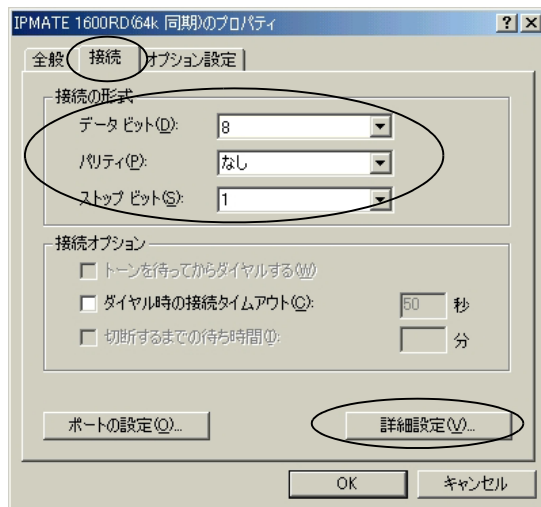 IPMATE 1600RD(64k 同期)のプロパティ
全般 接続 オプション設定
接続の形式
データ ビット(D): 8
パリティ(P): なし
ストップ ビット(S): 1
接続オプション
トーンを待ってからダイヤルする(W)
ダイヤル時の接続タイムアウト(C): 50 秒
切断するまでの待ち時間(I): 分
ポートの設定(O)... 詳細設定(V)...
OK キャンセル